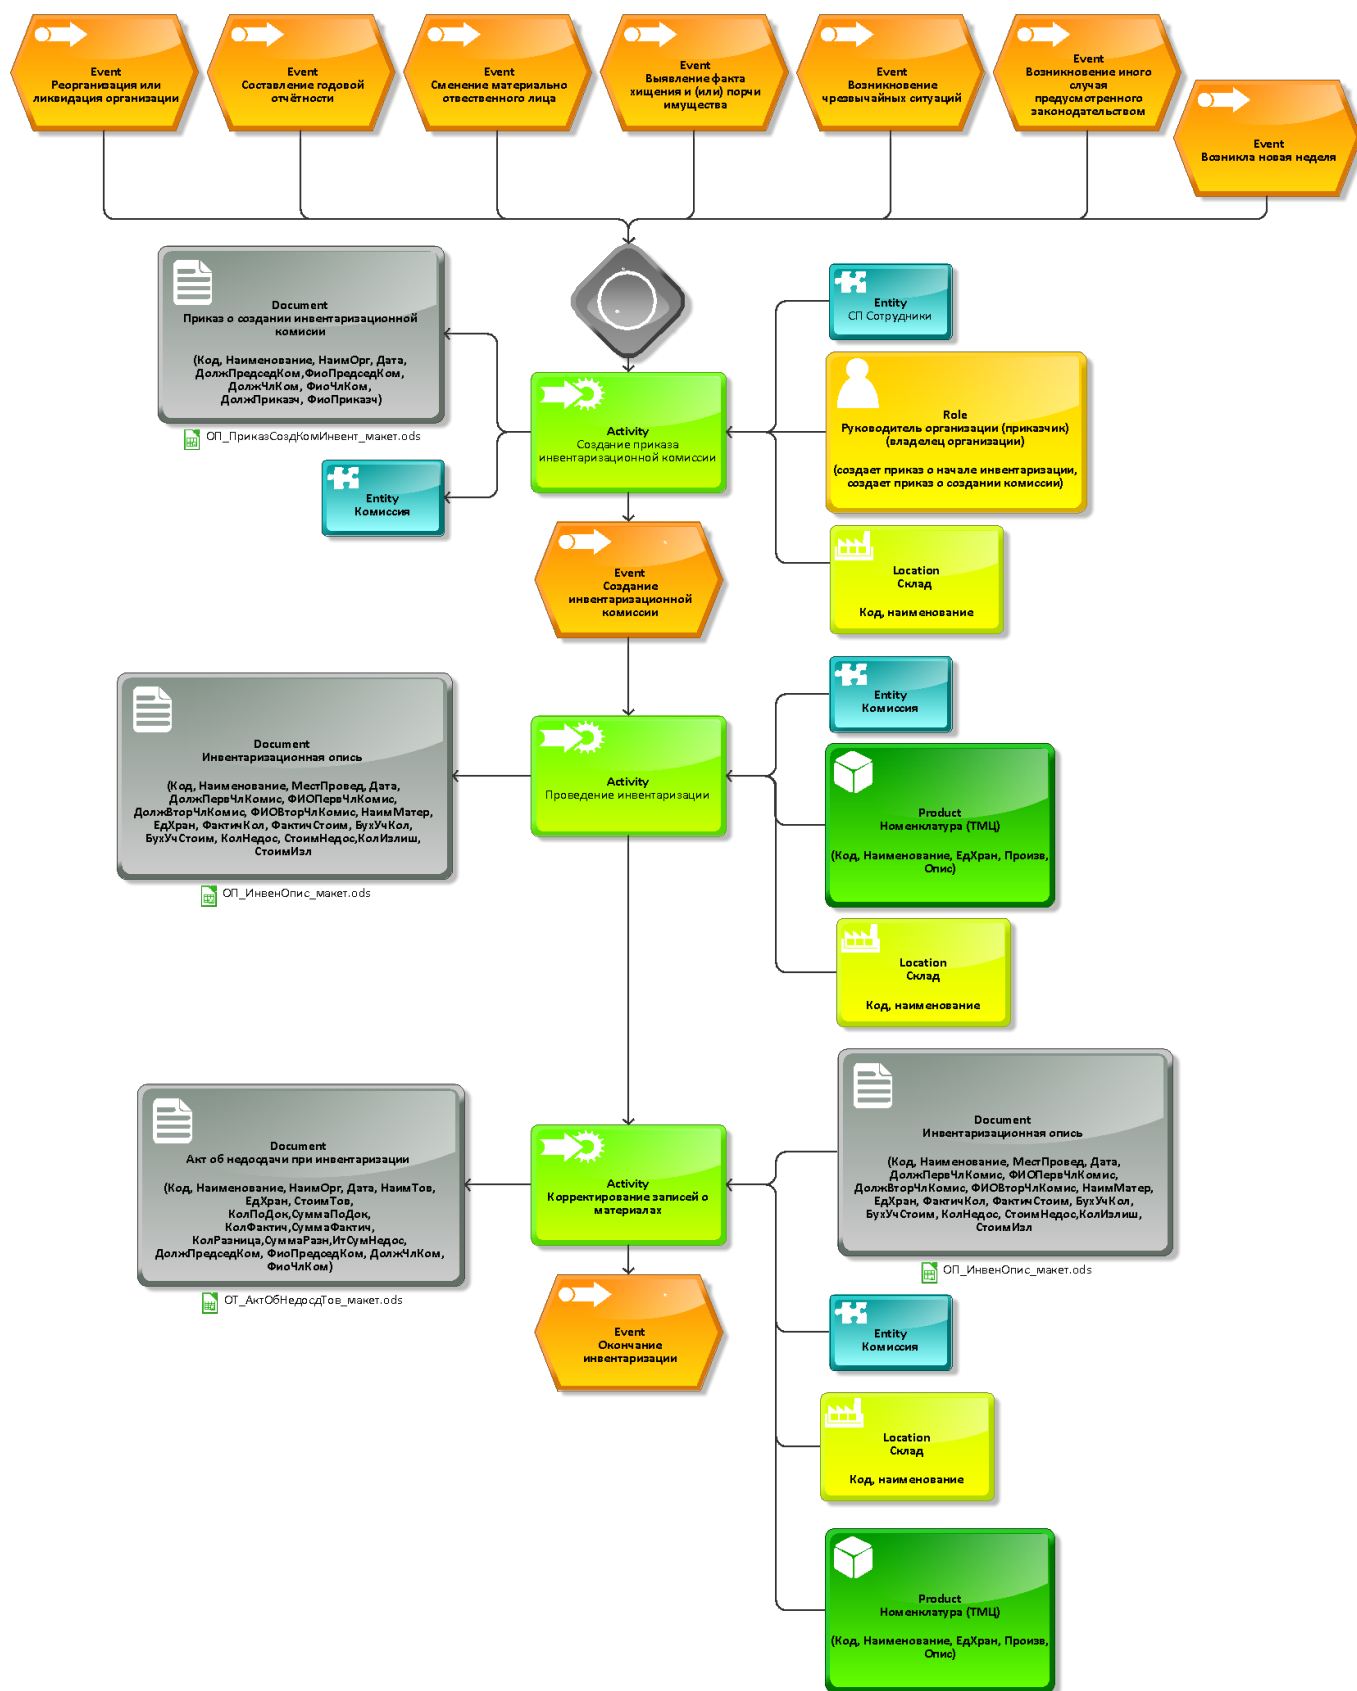 Event
Реорганизация или
ликвидация организации
Event
Составление годовой
отчётности
Event
Сменение материально
отвественного лица
Event
Выявление факта
хищения и (или) порчи
имущества
Event
Возникновение
чрезвычайных ситуаций
Event
Возникновение иного
случая
предусмотренного
законодательством
Event
Возникла новая неделя
Document
Приказ о создании инвентаризационной
комисии
(Код, Наименование, НаимОрг, Дата,
ДолжПредседКом,ФиоПредседКом,
ДолжЧлКом, ФиоЧлКом,
ДолжПриказч, ФиоПриказч)
ОП_ПриказСоздКомИнвент_макет.ods
Entity
СП Сотрудники
Role
Руководитель организации (приказчик)
(владелец организации)
(создает приказ о начале инвентаризации,
создает приказ о создании комиссии)
Activity
Создание приказа
инвентаризационной комиссии
Entity
Комиссия
Location
Склад
Код, наименование
Event
Создание
инвентаризационной
комиссии
Entity
Комиссия
Document
Инвентаризационная опись
(Код, Наименование, МестПровед, Дата,
ДолжПервЧлКомис, ФИОПервЧлКомис,
ДолжВторЧлКомис, ФИОВторЧлКомис, НаимМатер,
ЕдХран, ФактичКол, ФактичСтоим, БухУчКол,
БухУчСтоим, КолНедос, СтоимНедос,КолИзлиш,
СтоимИзл
ОП_ИнвенОпис_макет.ods
Activity
Проведение инвентаризации
Product
Номенклатура (ТМЦ)
(Код, Наименование, ЕдХран, Произв,
Опис)
Location
Склад
Код, наименование
Document
Инвентаризационная опись
(Код, Наименование, МестПровед, Дата,
ДолжПервЧлКомис, ФИОПервЧлКомис,
ДолжВторЧлКомис, ФИОВторЧлКомис, НаимМатер,
ЕдХран, ФактичКол, ФактичСтоим, БухУчКол,
БухУчСтоим, КолНедос, СтоимНедос,КолИзлиш,
СтоимИзл
ОП_ИнвенОпис_макет.ods
Document
Акт об недосдачи при инвентаризации
(Код, Наименование, НаимОрг, Дата, НаимТов,
ЕдХран, СтоимТов,
КолПоДок,СуммаПоДок,
КолФактич,СуммаФактич,
КолРазница,СуммаРазн,ИтСумНедос,
ДолжПредседКом, ФиоПредседКом, ДолжЧлКом,
ФиоЧлКом)
ОТ_АктОбНедосдТов_макет.ods
Activity
Корректирование записей о
материалах
Event
Окончание
инвентаризации
Entity
Комиссия
Location
Склад
Код, наименование
Product
Номенклатура (ТМЦ)
(Код, Наименование, ЕдХран, Произв,
Опис)